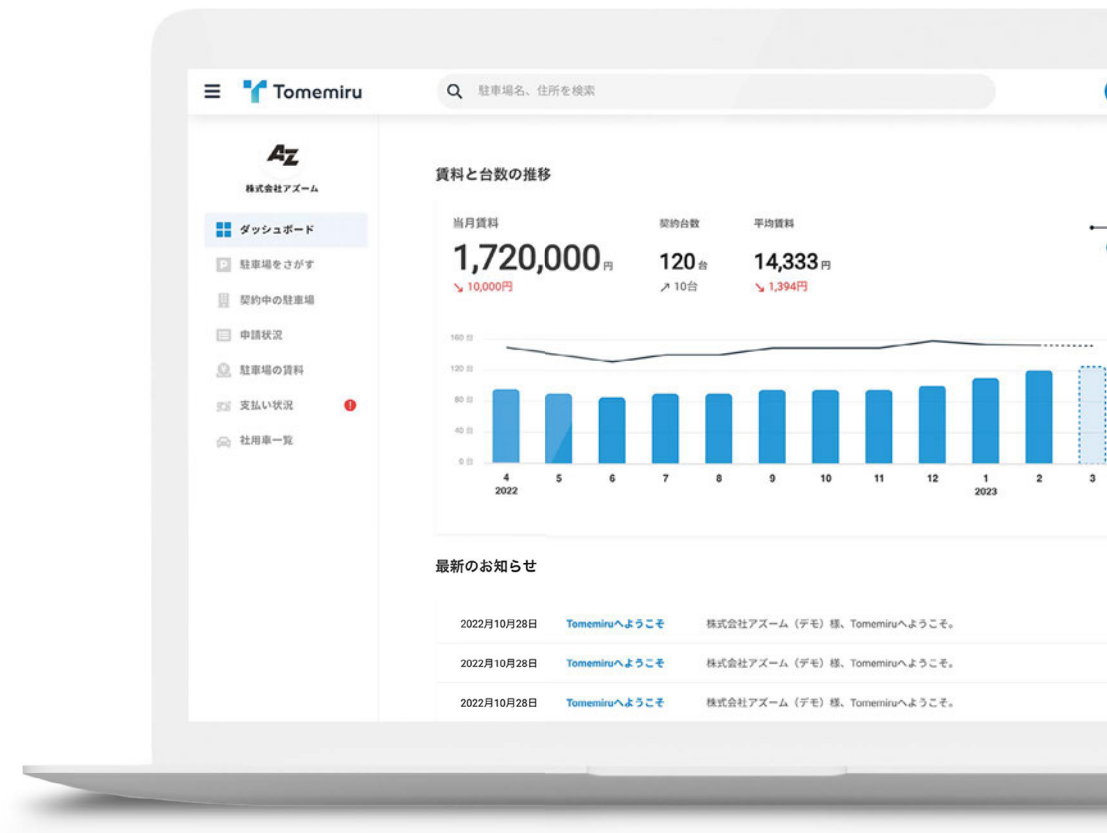 Tomemiru
駐車場名、住所を検索
AZ
株式会社アズーム
ダッシュボード
駐車場をさがす
契約中の駐車場
申請状況
駐車場の賃料
支払い状況
社用車一覧
賃料と台数の推移
当月賃料
1,720,000円
10,000円
契約台数
120台
10台
平均賃料
14,333円
1,394円
160 台
120 台
80 台
40 台
0 台
4 5 6 7 8 9 10 11 12 1 2 3
2022 2023
最新のお知らせ
2022月10月28日 Tomemiruへようこそ 株式会社アズーム（デモ）様、Tomemiruへようこそ。
2022月10月28日 Tomemiruへようこそ 株式会社アズーム（デモ）様、Tomemiruへようこそ。
2022月10月28日 Tomemiruへようこそ 株式会社アズーム（デモ）様、Tomemiruへようこそ。